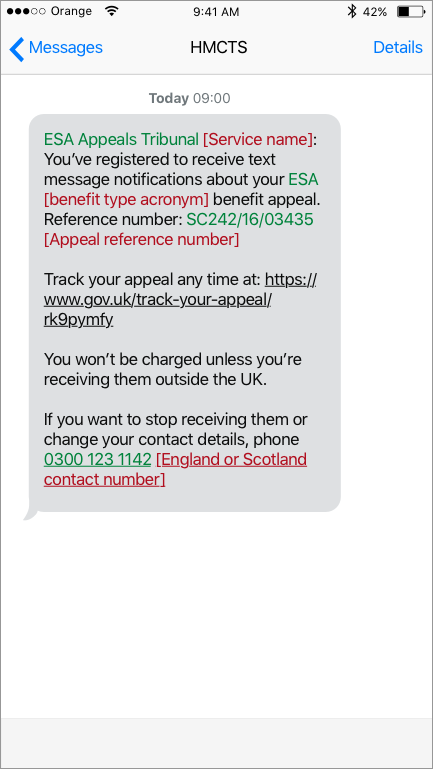 Orange 9:41 AM 42%
Messages HMCTS Details
Today 09:00
ESA Appeals Tribunal [Service name]:
You’ve registered to receive text
message notifications about your ESA
[benefit type acronym] benefit appeal.
Reference number: SC242/16/03435
[Appeal reference number]
Track your appeal any time at: https://
www.gov.uk/track-your-appeal/
rk9pymfy
You won’t be charged unless you’re
receiving them outside the UK.
If you want to stop receiving them or
change your contact details, phone
0300 123 1142 [England or Scotland
contact number]